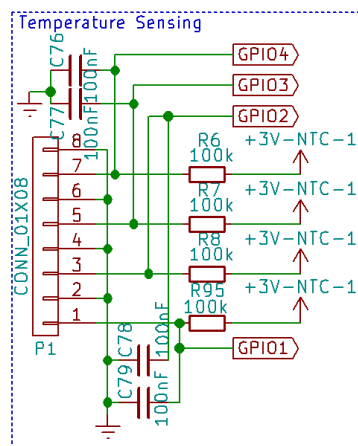 Temperature Sensing
C76
100nF
GPIO4
GPIO3
GPIO2
C77
100nF
R6
100k
+3V-NTC-1
R7
100k
+3V-NTC-1
R8
100k
+3V-NTC-1
R95
100k
+3V-NTC-1
CONN_01X08
8
7
6
5
4
3
2
1
P1
C78
100nF
GPIO1
C79
100nF